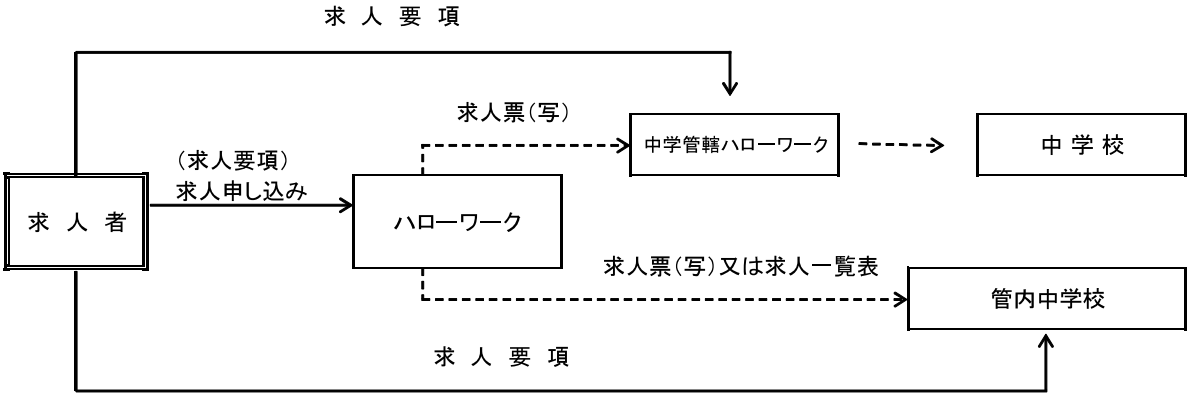 求 人 要 項
求人票(写)
中学管轄ハローワーク
中 学 校
(求人要項)
求人申し込み
求 人 者
ハローワーク
求人票(写)又は求人一覧表
管内中学校
求 人 要 項